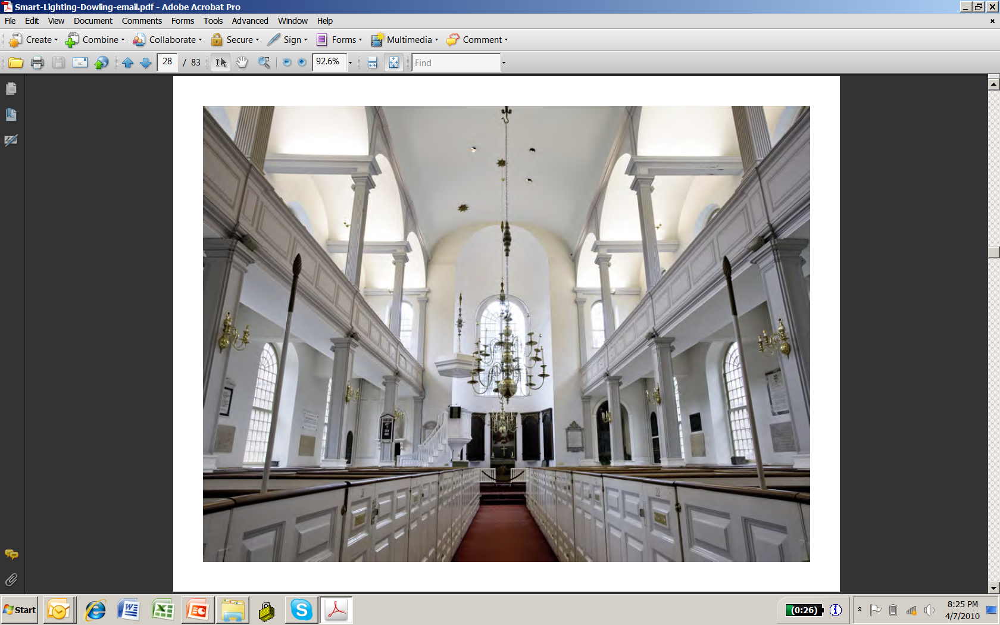 Smart-Lighting-Dowling-email.pdf - Adobe Acrobat Pro
File Edit View Document Comments Forms Tools Advanced Window Help
Create Combine Collaborate Secure Sign Forms Multimedia Comment
28 / 83 92.6% Find
21 22
Start (0:26) 8:25 PM
4/7/2010